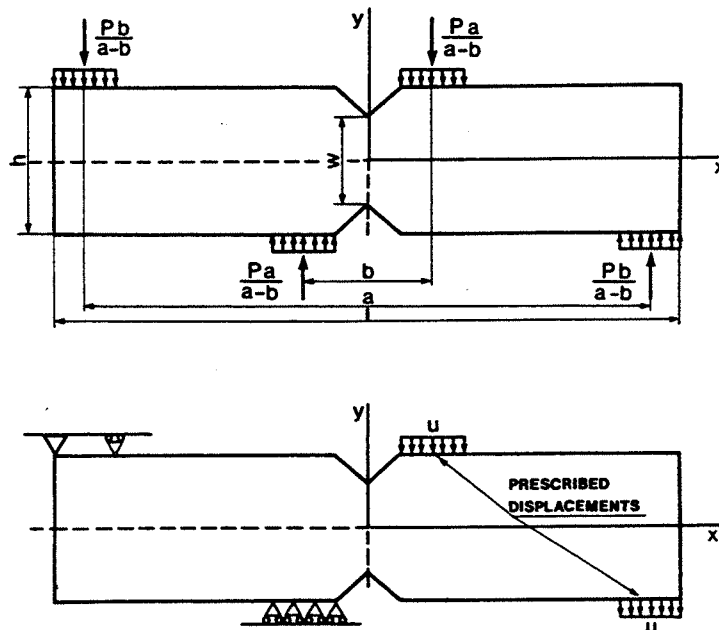 y
Pb
a-b
Pa
a-b
h
w
x
Pa
a-b
b
Pb
a-b
a
y
u
PRESCRIBED
DISPLACEMENTS
x
u